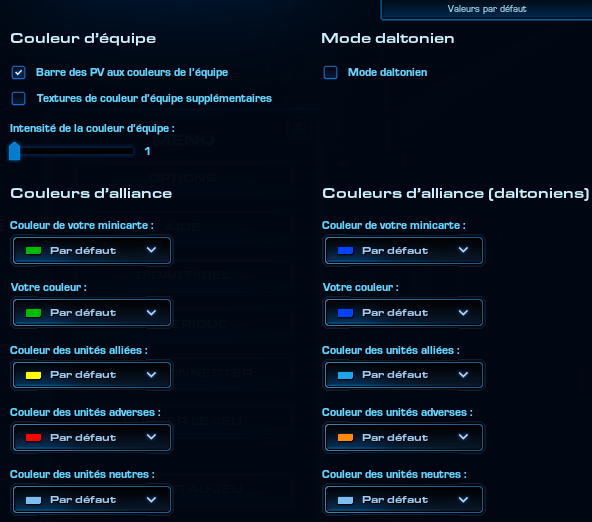 Valeurs par défaut
Couleur d'équipe
Mode daltonien
Barre des PV aux couleurs de l'équipe
Mode daltonien
Textures de couleur d'équipe supplémentaires
Intensité de la couleur d'équipe :
1
Couleurs d'alliance
Couleurs d'alliance (daltoniens)
Couleur de votre minicarte :
Couleur de votre minicarte :
Par défaut
Par défaut
Votre couleur :
Votre couleur :
Par défaut
Par défaut
Couleur des unités alliées :
Couleur des unités alliées :
Par défaut
Par défaut
Couleur des unités adverses :
Couleur des unités adverses :
Par défaut
Par défaut
Couleur des unités neutres :
Couleur des unités neutres :
Par défaut
Par défaut